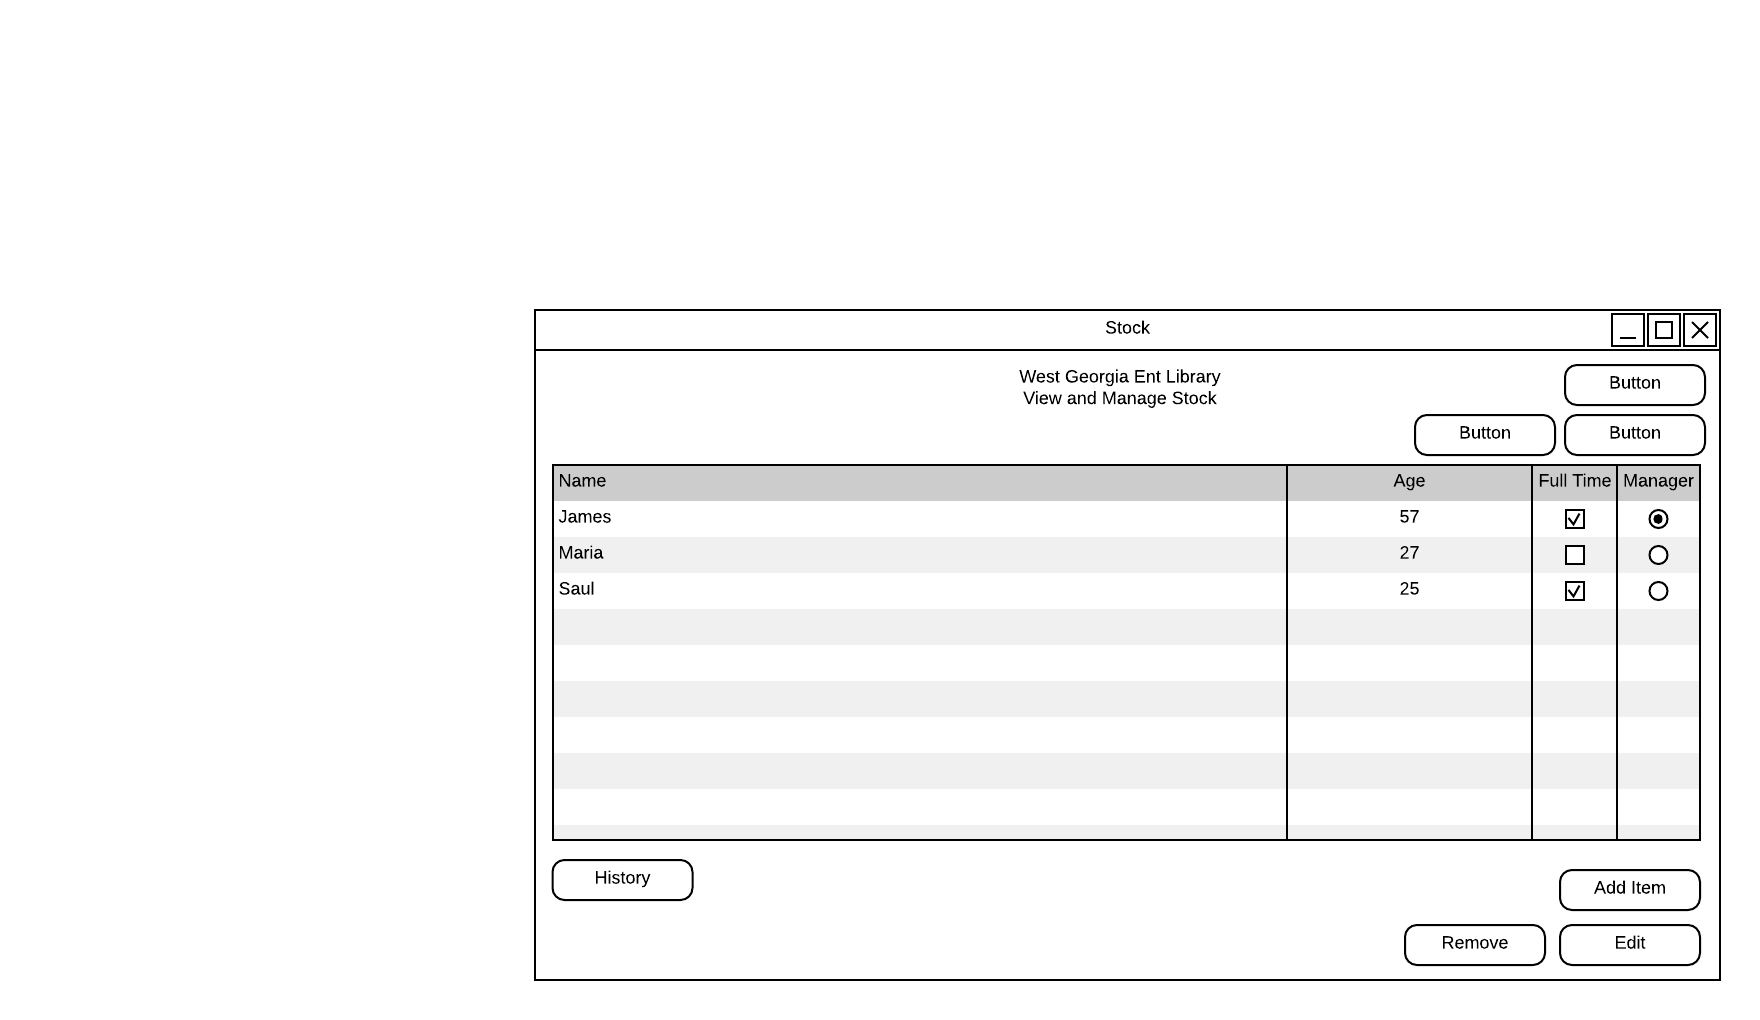 Stock
West Georgia Ent Library
View and Manage Stock
Button
Button Button
Name Age Full Time Manager
James 57
Maria 27
Saul 25
History
Add Item
Remove Edit